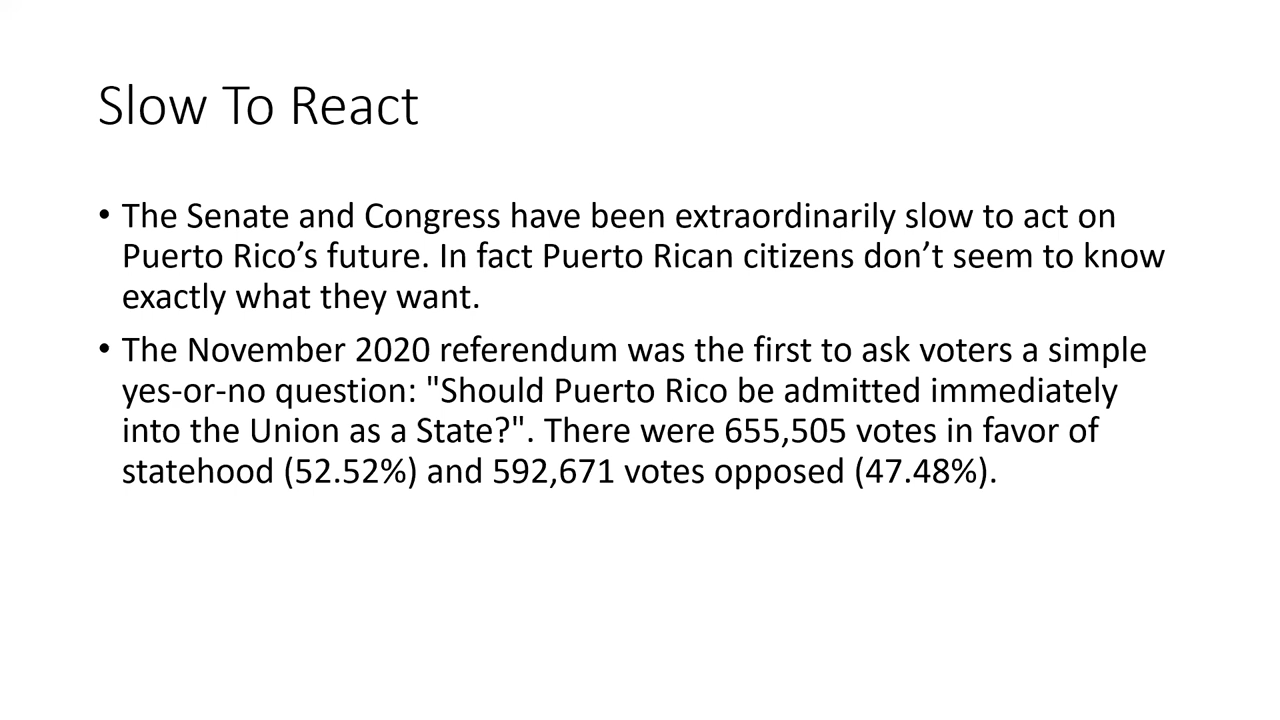 Slow To React
• The Senate and Congress have been extraordinarily slow to act on
Puerto Rico’s future. In fact Puerto Rican citizens don’t seem to know
exactly what they want.
• The November 2020 referendum was the first to ask voters a simple
yes-or-no question: "Should Puerto Rico be admitted immediately
into the Union as a State?". There were 655,505 votes in favor of
statehood (52.52%) and 592,671 votes opposed (47.48%).